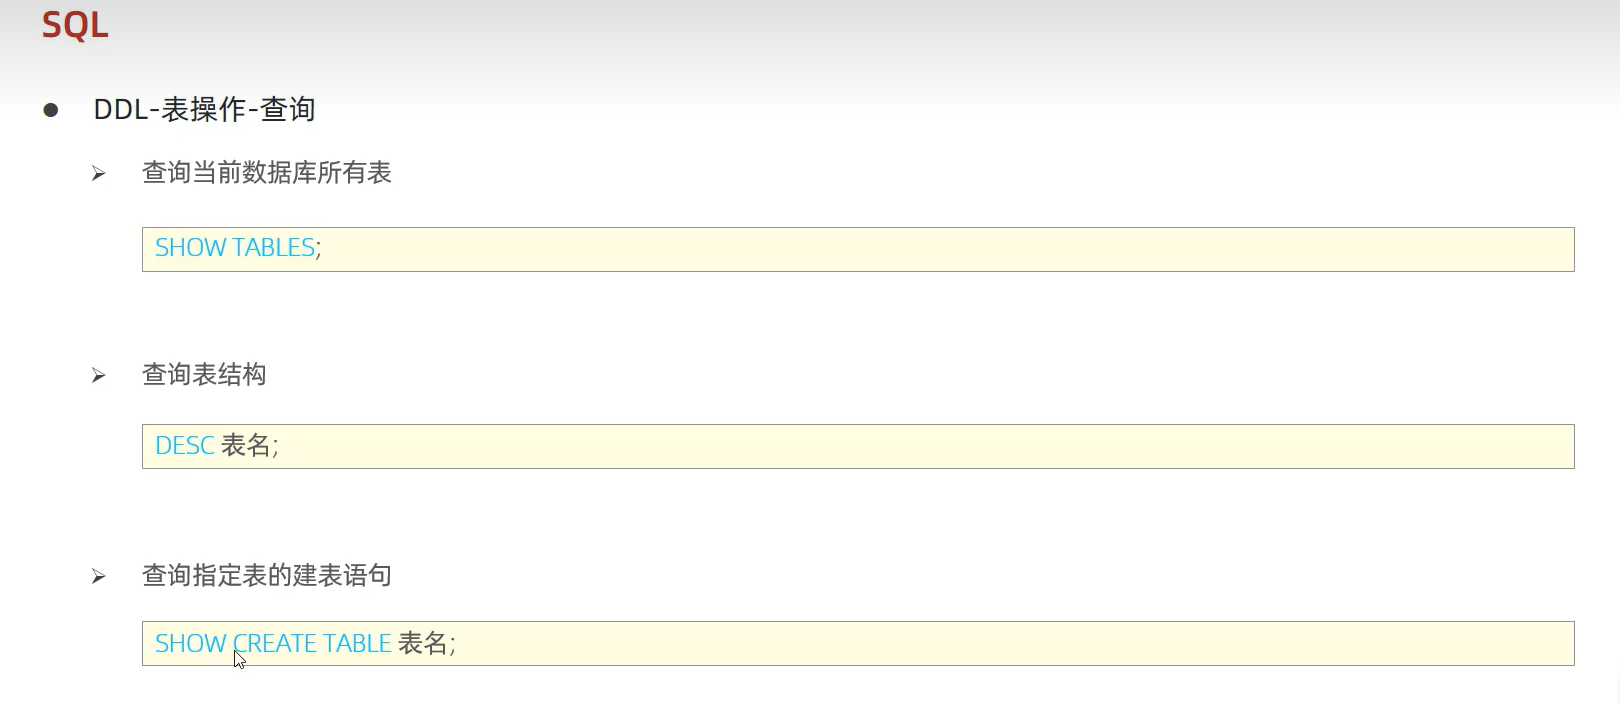 SQL
DDL-表操作-查询
查询当前数据库所有表
SHOW TABLES;
查询表结构
DESC 表名;
查询指定表的建表语句
SHOW CREATE TABLE 表名;